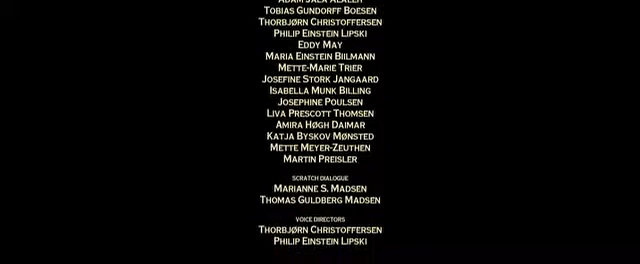 TOBIAS GUNDORFF BOESEN
THORBJØRN CHRISTOFFERSEN
PHILIP EINSTEIN LIPSKI
EDDY MAY
MARIA EINSTEIN BIILMANN
METTE-MARIE TRIER
JOSEFINE STORK JANGAARD
ISABELLA MUNK BILLING
JOSEPHINE POULSEN
LIVA PRESCOTT THOMSEN
AMIRA HØGH DAIMAR
KATJA BYSKOV MØNSTED
METTE MEYER-ZEUTHEN
MARTIN PREISLER
SCRATCH DIALOGUE
MARIANNE S. MADSEN
THOMAS GULDBERG MADSEN
VOICE DIRECTORS
THORBJØRN CHRISTOFFERSEN
PHILIP EINSTEIN LIPSKI